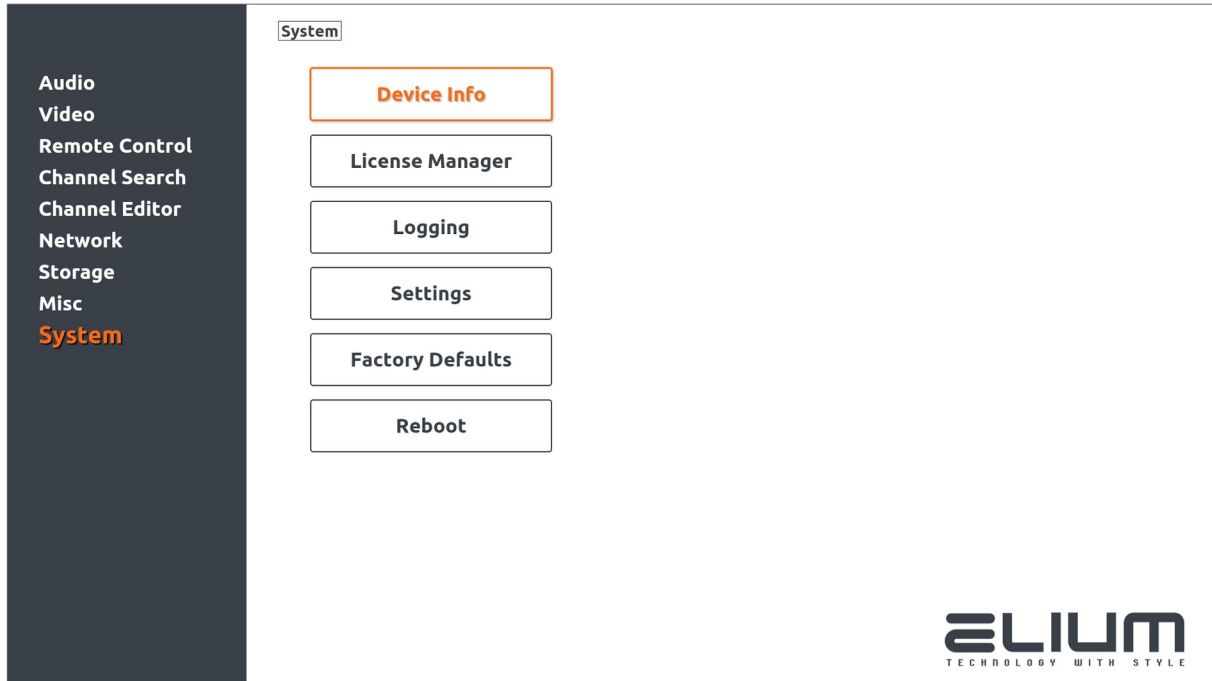 System
Audio
Video
Remote Control
Channel Search
Channel Editor
Network
Storage
Misc
System
Device Info
License Manager
Logging
Settings
Factory Defaults
Reboot
ELIUM
TECHNOLOGY WITH STYLE